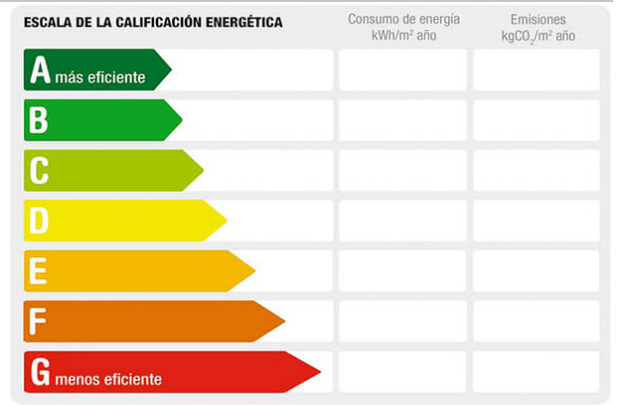 ESCALA DE LA CALIFICACIÓN ENERGÉTICA
Consumo de energía
kWh/m² año
Emisiones
kgCO₂/m² año
A más eficiente
B
C
D
E
F
G menos eficiente